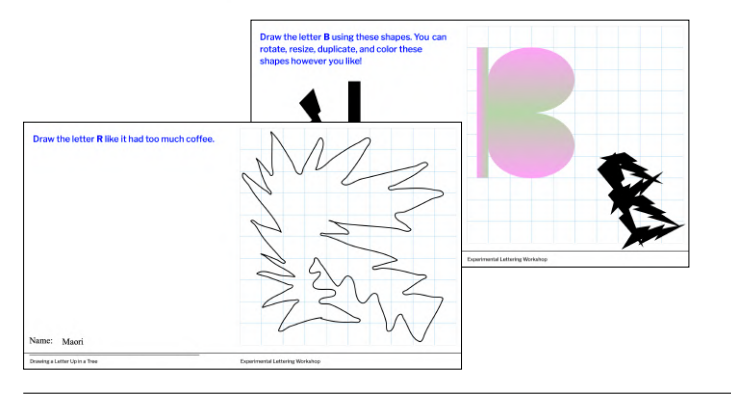 Draw the letter B using these shapes. You can
rotate, resize, duplicate, and color these
shapes however you like!
Experimental Lettering Workshop
Draw the letter R like it had too much coffee.
Name: Maori
Drawing a Letter Up in a Tree
Experimental Lettering Workshop